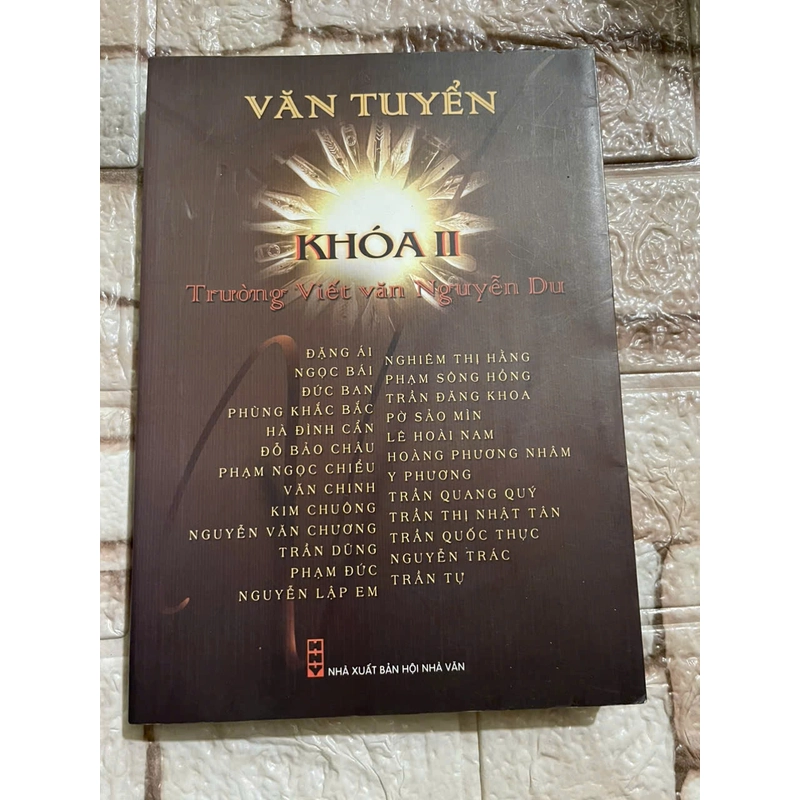 VĂN TUYỂN
KHÓA II
Trường Viết văn Nguyễn Du
ĐẶNG ÁI
NGỌC BÁI
ĐỨC BAN
PHÙNG KHẮC BẮC
HÀ ĐÌNH CẨN
ĐỖ BẢO CHÂU
PHẠM NGỌC CHIỂU
VĂN CHINH
KIM CHUÔNG
NGUYỄN VĂN CHƯƠNG
TRẦN DŨNG
PHẠM ĐỨC
NGUYỄN LẬP EM
NGHIÊM THỊ HẰNG
PHẠM SÔNG HỒNG
TRẦN ĐĂNG KHOA
PỜ SẢO MÌN
LÊ HOÀI NAM
HOÀNG PHƯƠNG NHÂM
Y PHƯƠNG
TRẦN QUANG QUÝ
TRẦN THỊ NHẬT TÂN
TRẦN QUỐC THỰC
NGUYỄN TRÁC
TRẦN TỰ
HNV
NHÀ XUẤT BẢN HỘI NHÀ VĂN